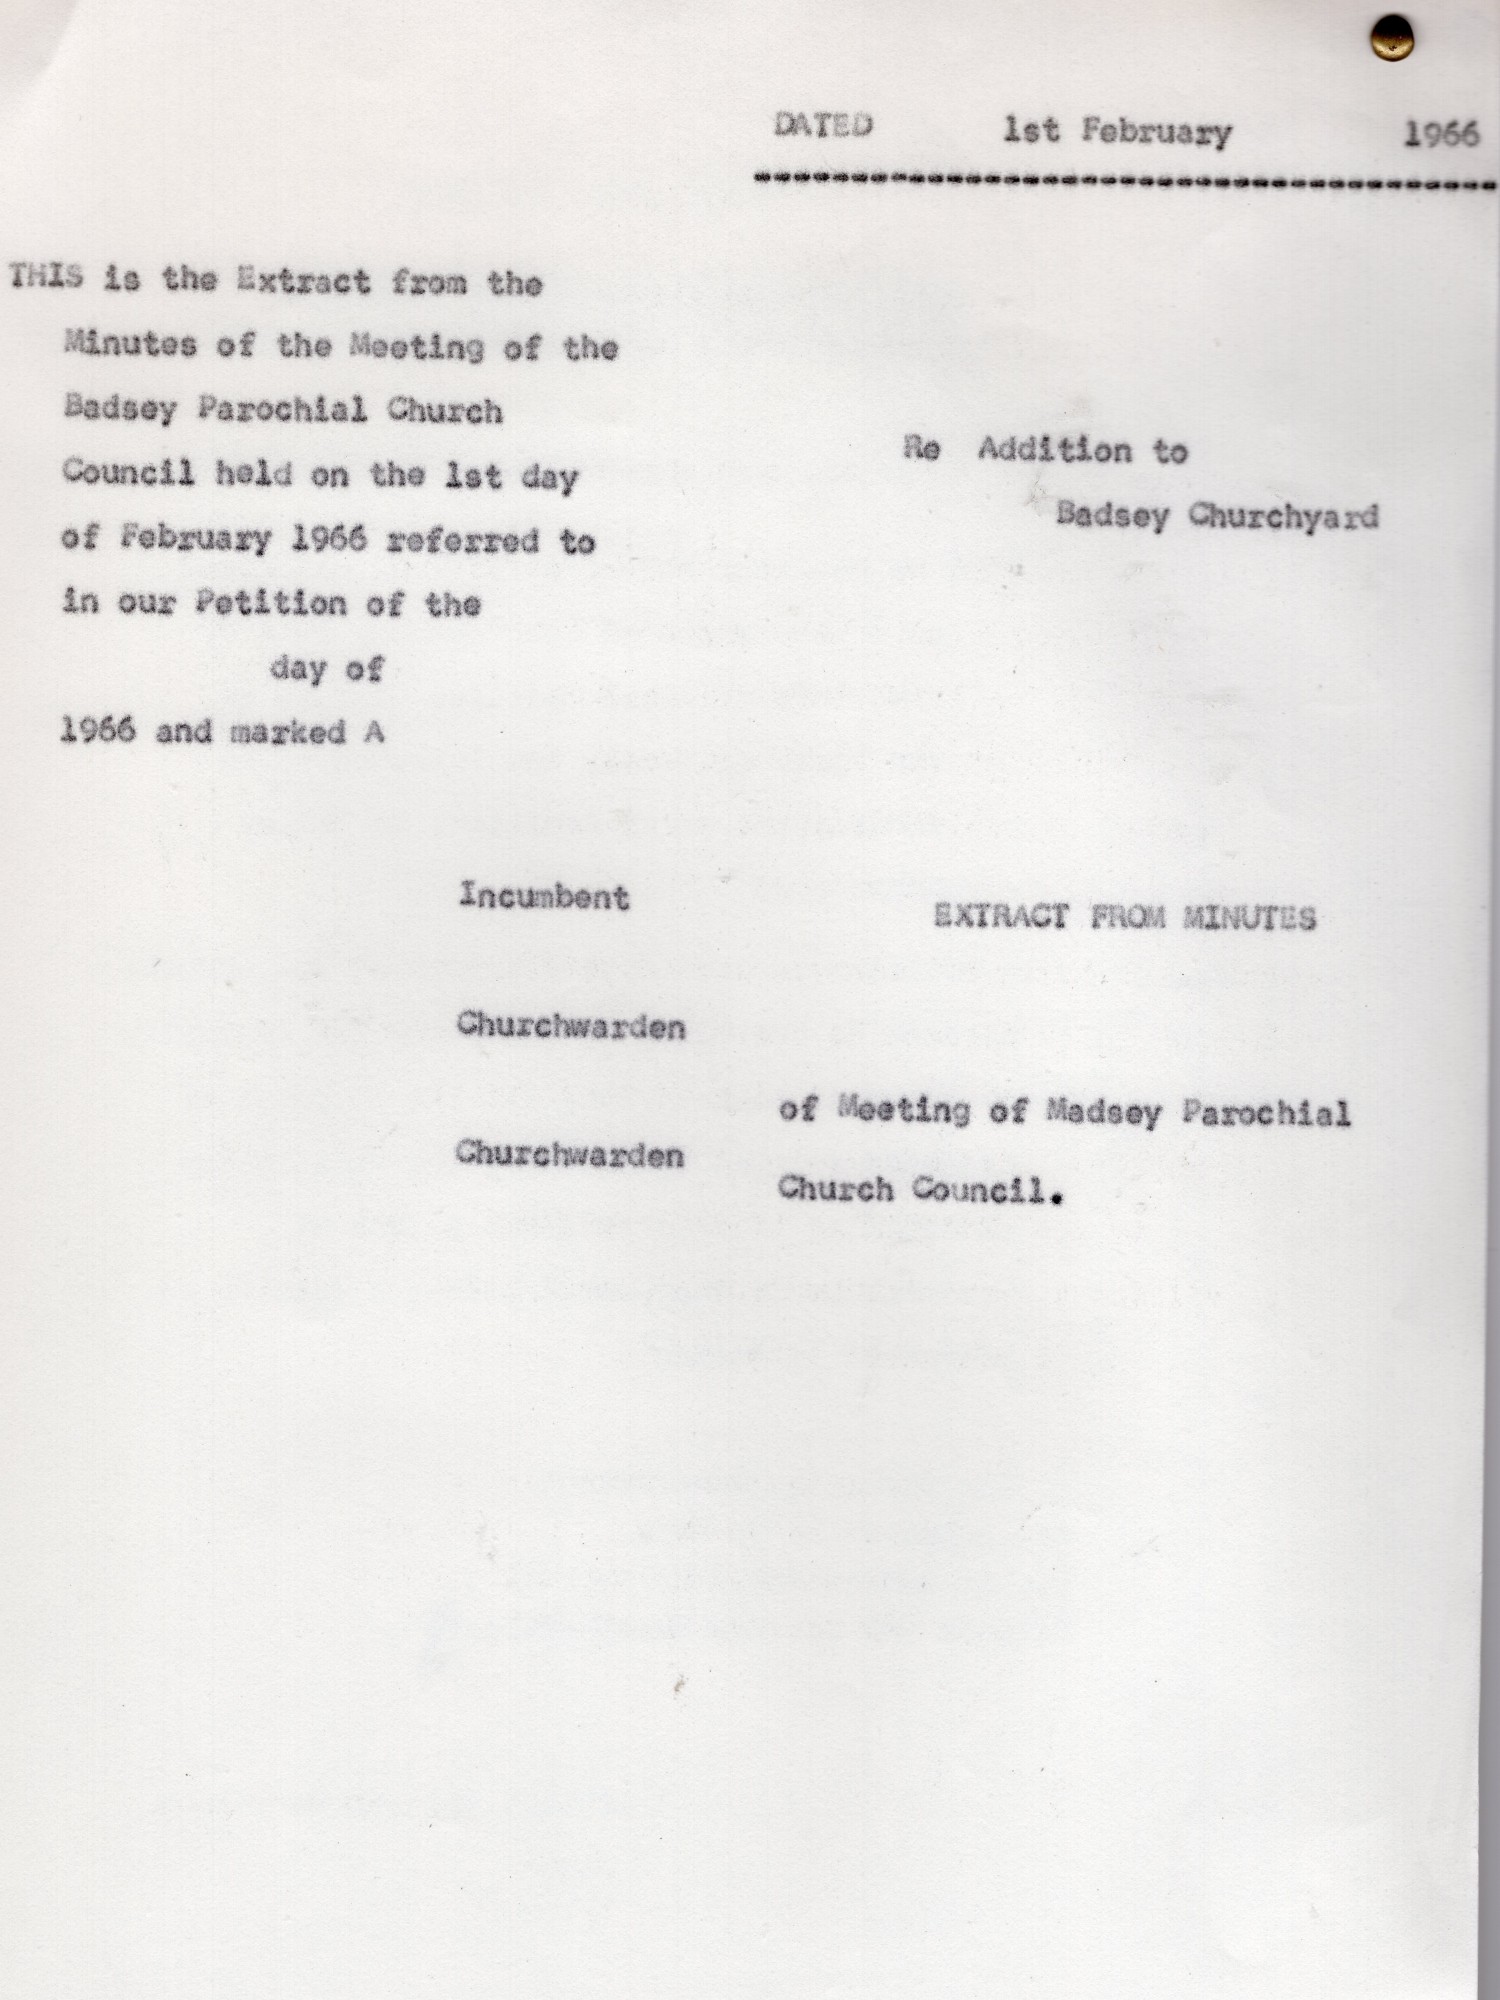 DATED 1st February 1966
THIS is the Extract from the
Minutes of the Meeting of the
Badsey Parochial Church
Council held on the 1st day
of February 1966 referred to
in our Petition of the
day of
1966 and marked A
Incumbent
Churchwarden
Churchwarden
Re Addition to
Badsey Churchyard
EXTRACT FROM MINUTES
of Meeting of Madsey Parochial
Church Council.